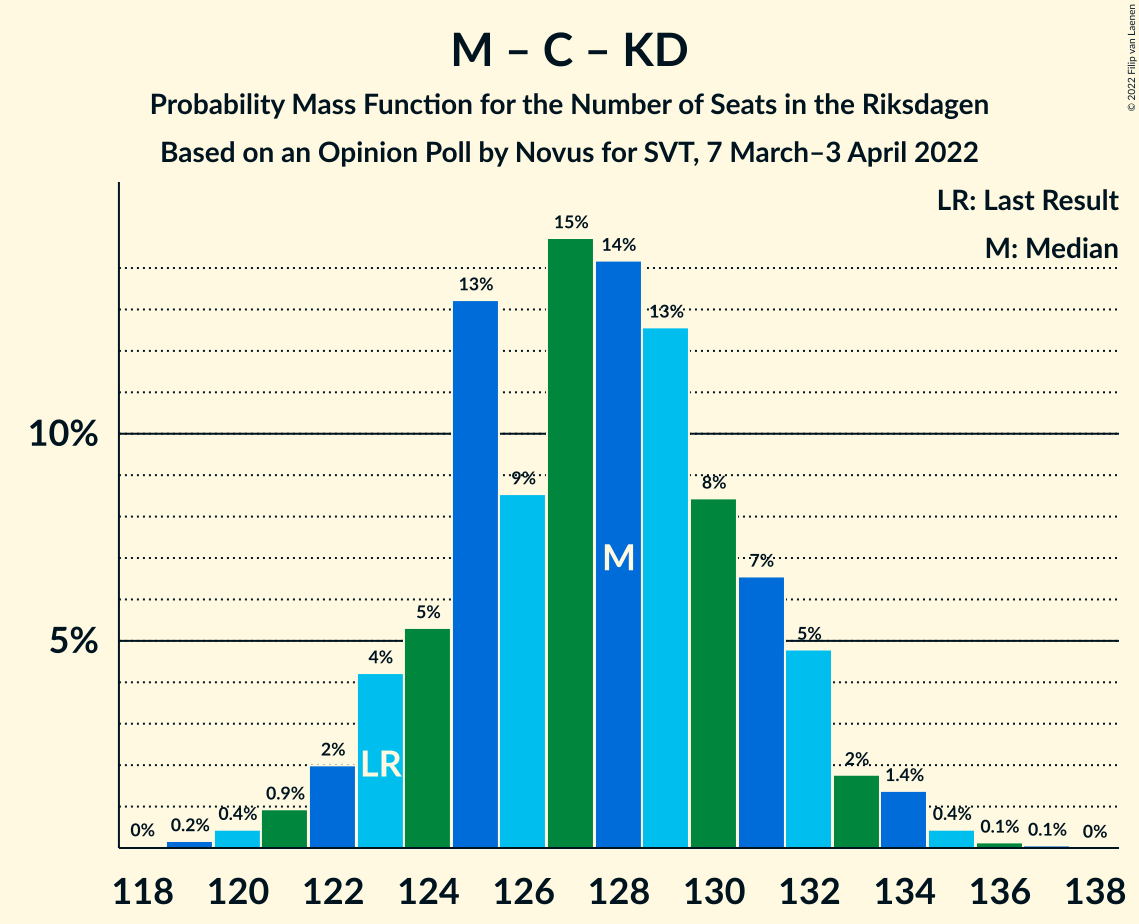 M – C – KD
Probability Mass Function for the Number of Seats in the Riksdagen
Based on an Opinion Poll by Novus for SVT, 7 March–3 April 2022
© 2022 Filip van Laenen
LR: Last Result
M: Median
15%
14%
13%
13%
10%
9%
8%
7%
M
5%
5%
5%
4%
2%
LR
2%
1.4%
0.9%
0.4%
0.4%
0%
0.2%
0.1%
0.1%
0%
118 120 122 124 126 128 130 132 134 136 138